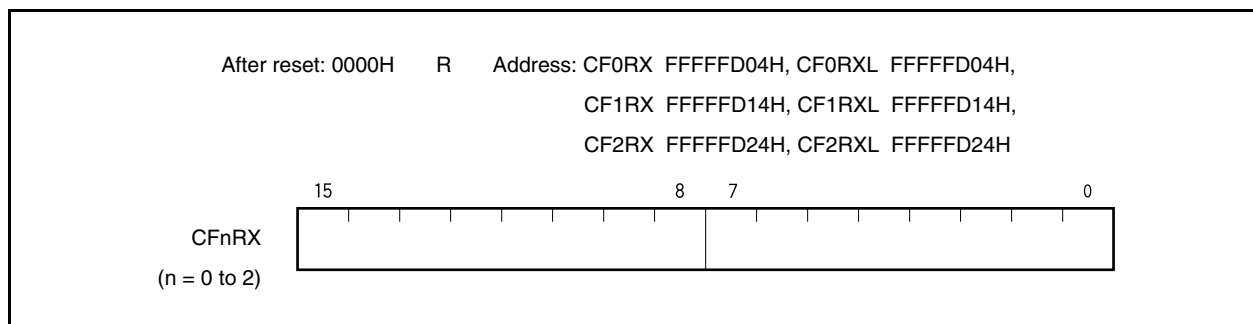 After reset: 0000H R Address: CF0RX FFFFFD04H, CF0RXL FFFFFD04H,
CF1RX FFFFFD14H, CF1RXL FFFFFD14H,
CF2RX FFFFFD24H, CF2RXL FFFFFD24H
15 8 7 0
CFnRX
(n = 0 to 2)